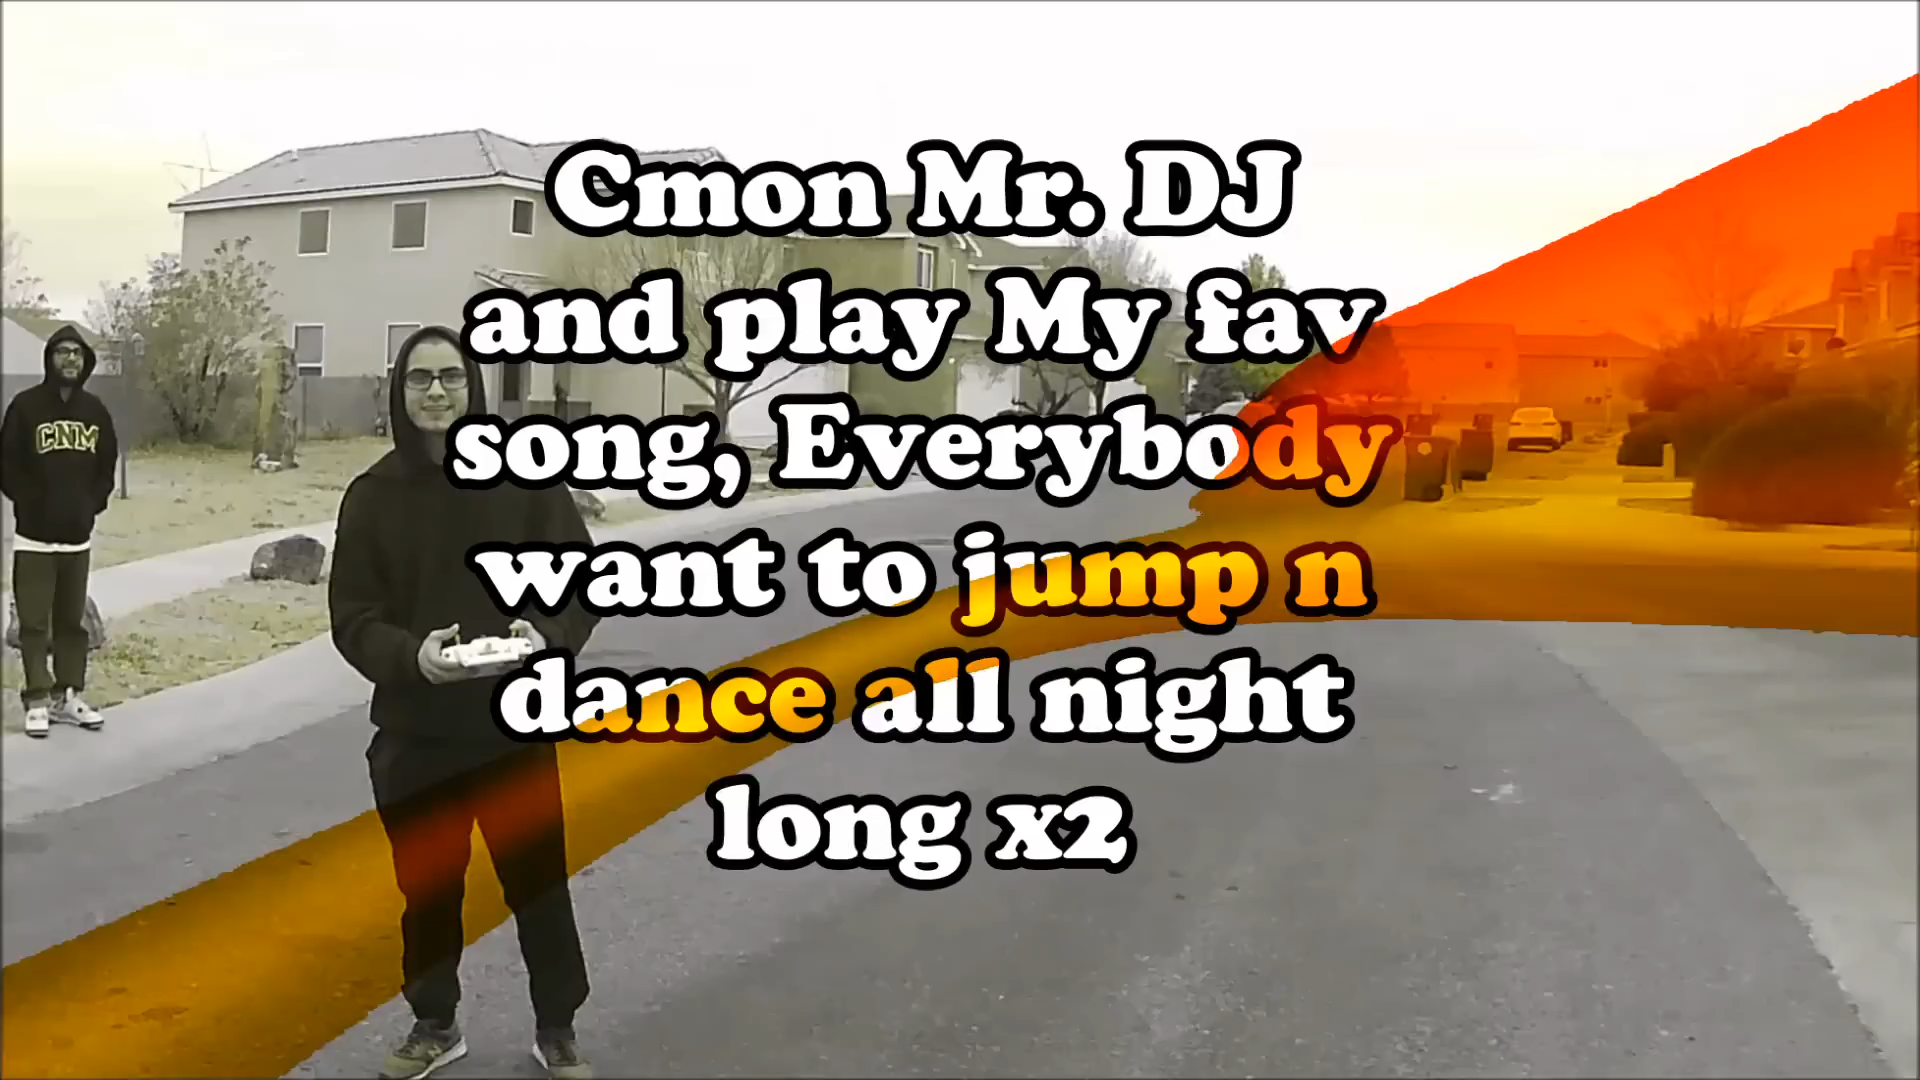 Cmon Mr. DJ
and play My fav
song, Everybody
want to jump n
dance all night
long x2
CNM